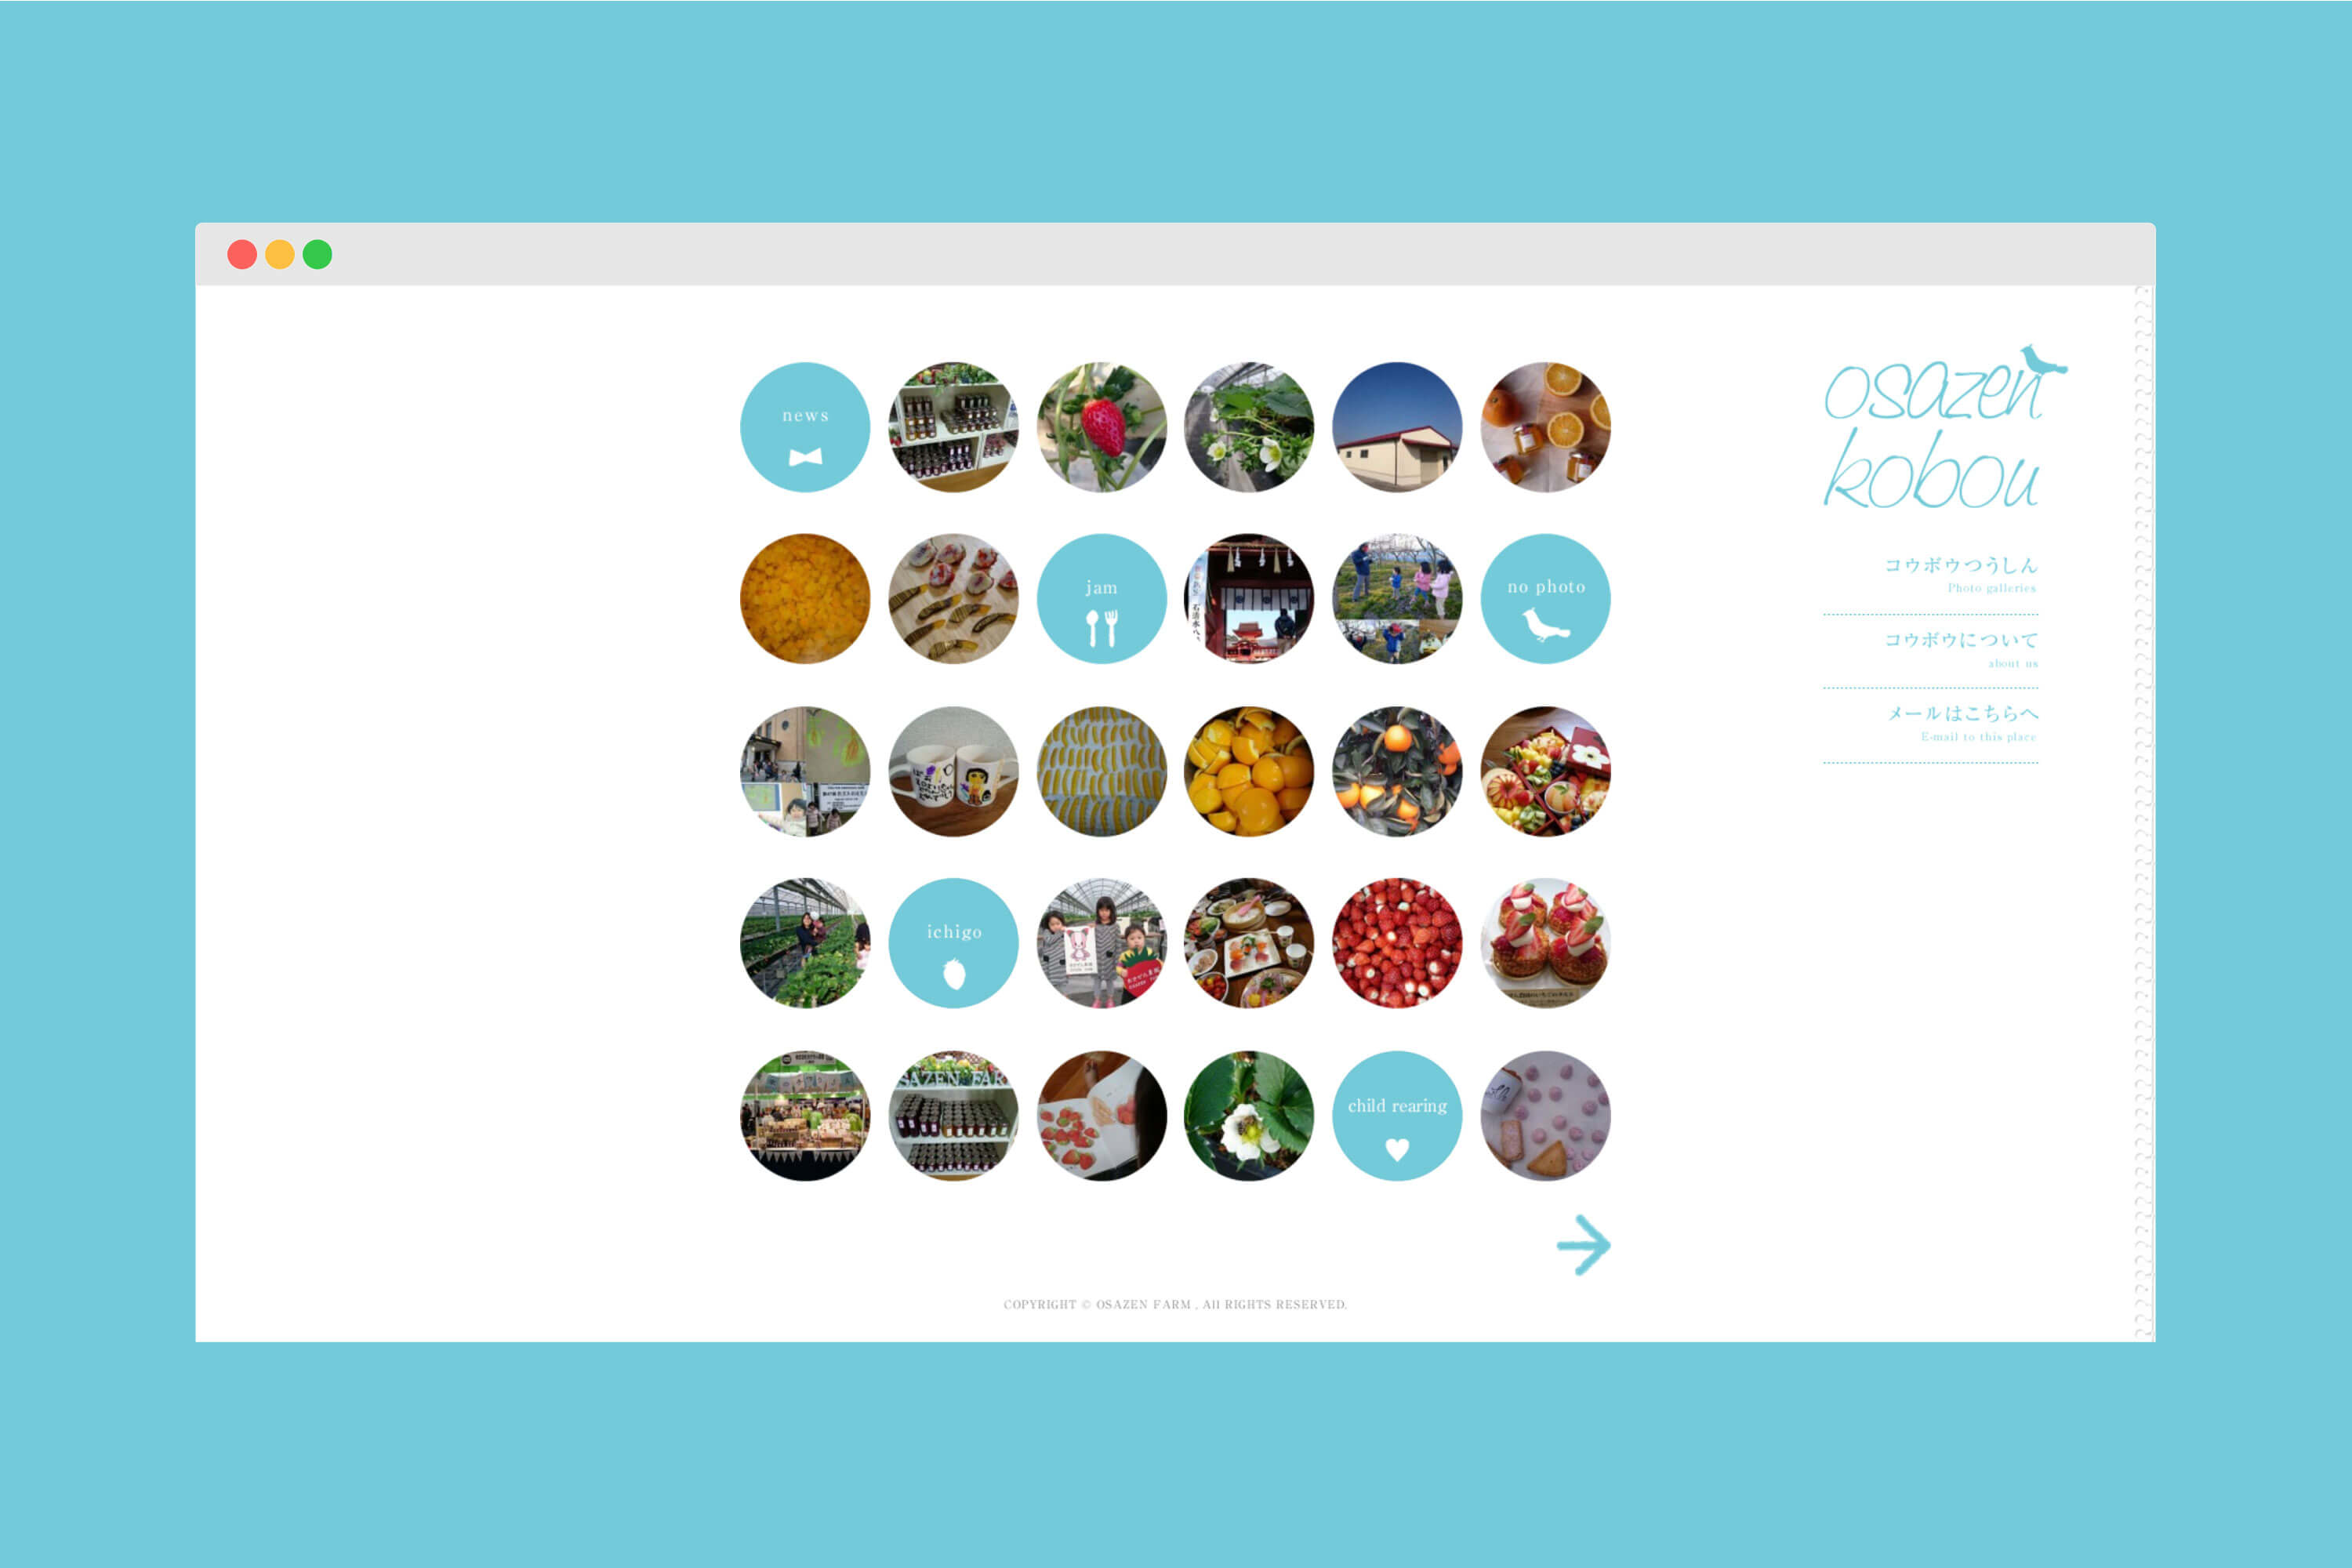 news
osazen
kobou
jam
no photo
コウボウつうしん
Photo galleries
コウボウについて
about us
メールはこちらへ
E-mail to this place
ichigo
SAZEN FAR
child rearing
COPYRIGHT © OSAZEN FARM . All RIGHTS RESERVED.